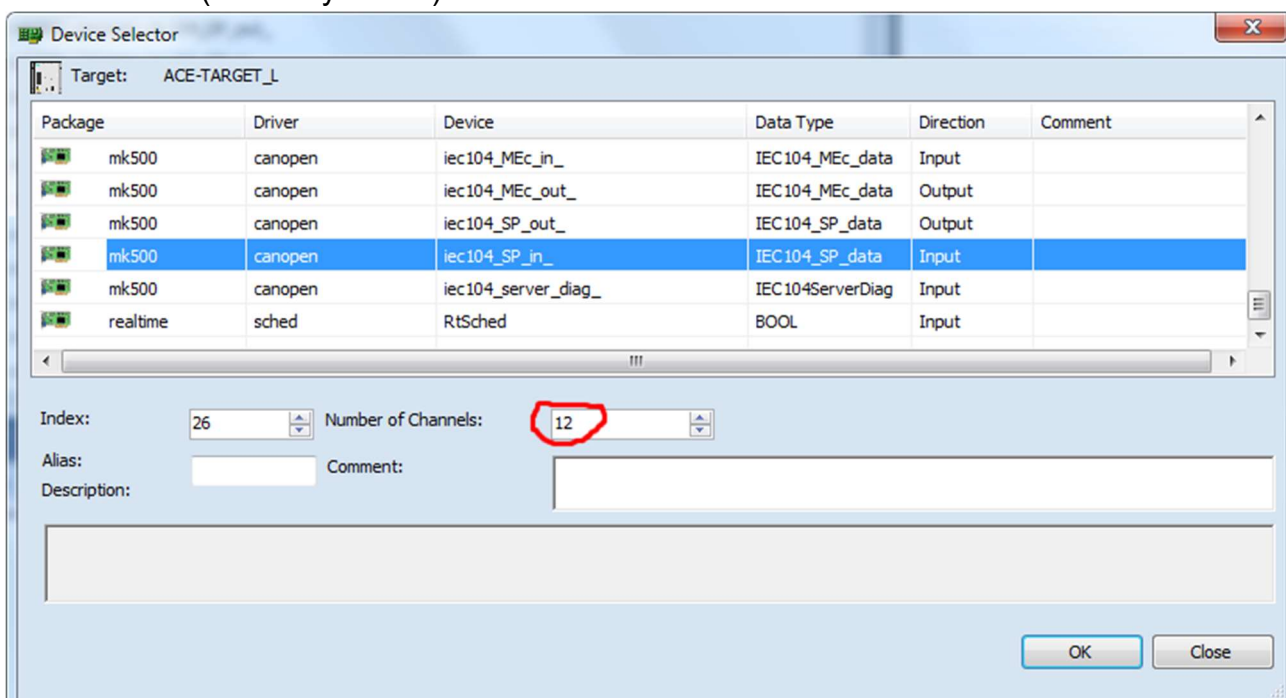 Device Selector
Target: ACE-TARGET_L
Package Driver Device Data Type Direction Comment
mk500 canopen iec104_MEc_in_ IEC104_MEc_data Input
mk500 canopen iec104_MEc_out_ IEC104_MEc_data Output
mk500 canopen iec104_SP_out_ IEC104_SP_data Output
mk500 canopen iec104_SP_in_ IEC104_SP_data Input
mk500 canopen iec104_server_diag_ IEC104ServerDiag Input
realtime sched RtSched BOOL Input
Index: 26 Number of Channels: 12
Alias: Comment:
Description:
OK Close